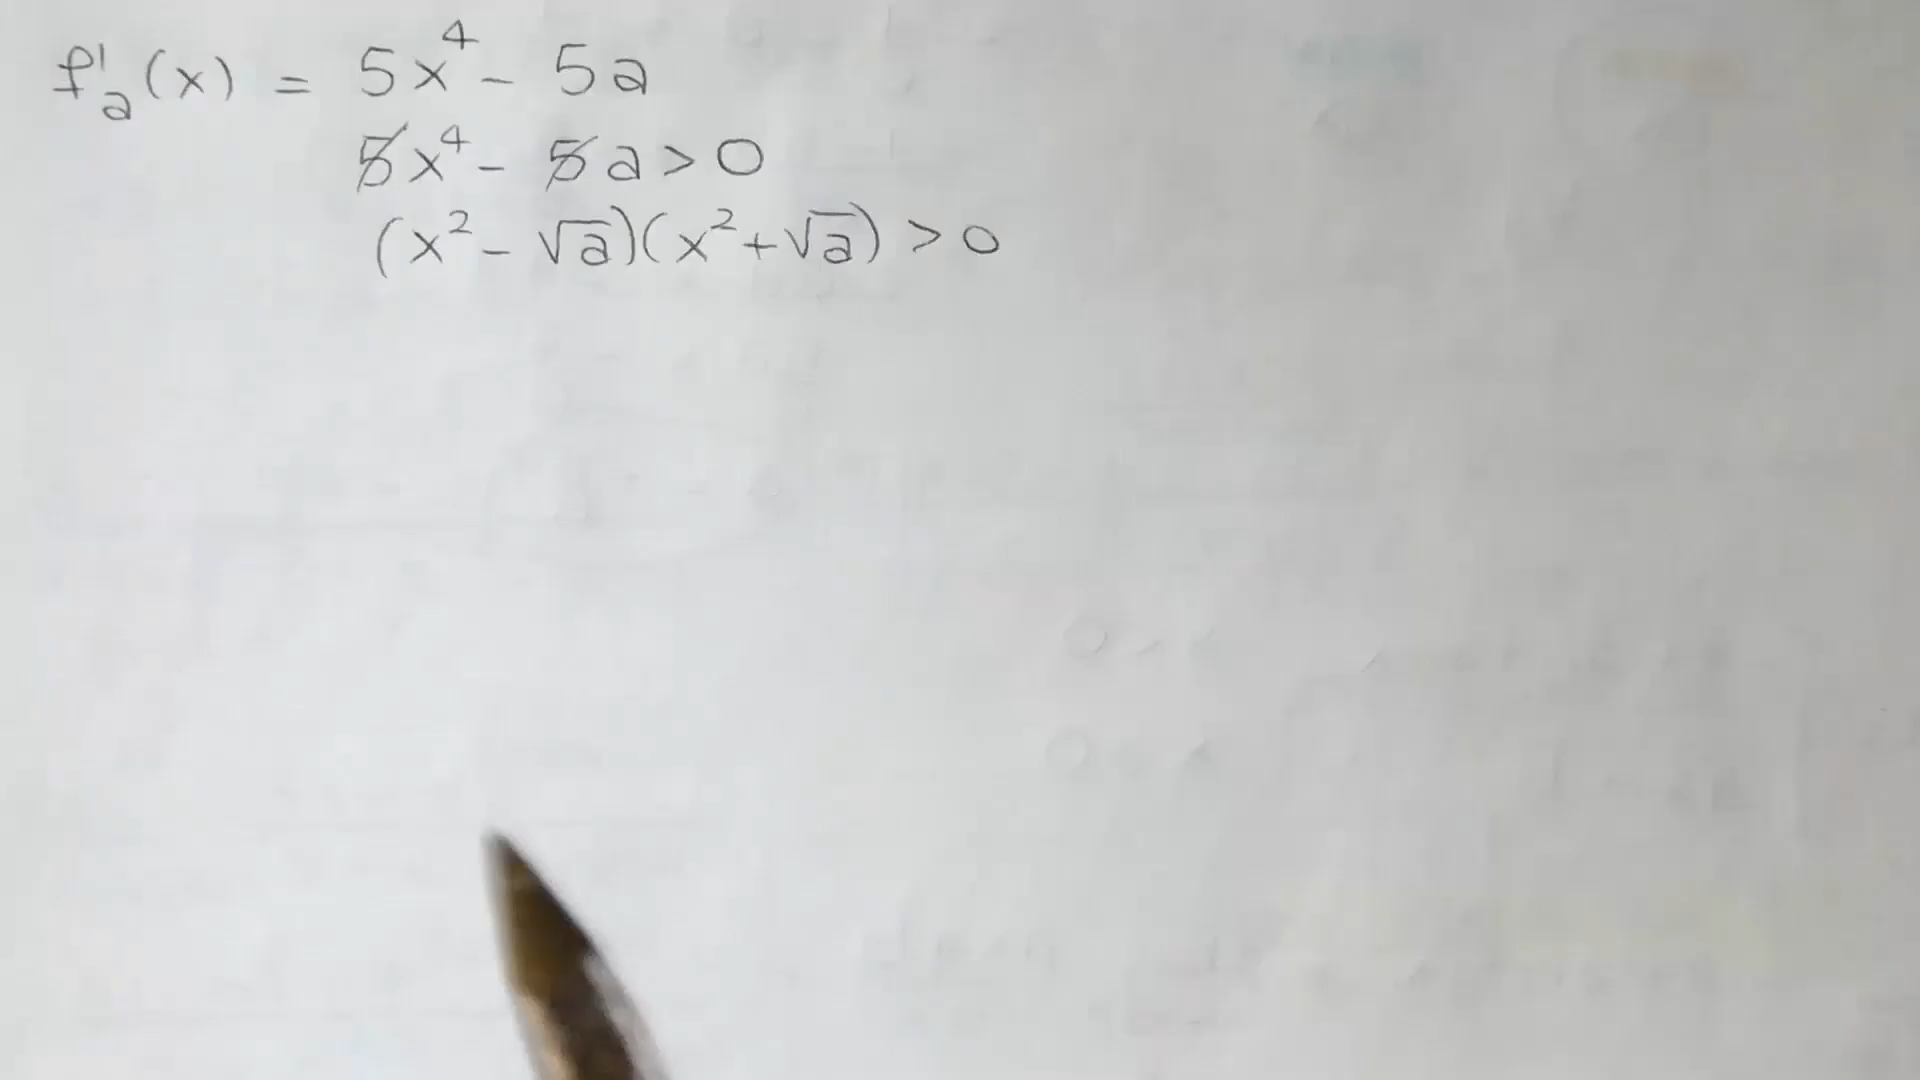 f'ₐ(x) = 5x⁴ - 5a
5x⁴ - 5a > 0
(x² - √a)(x² + √a) > 0